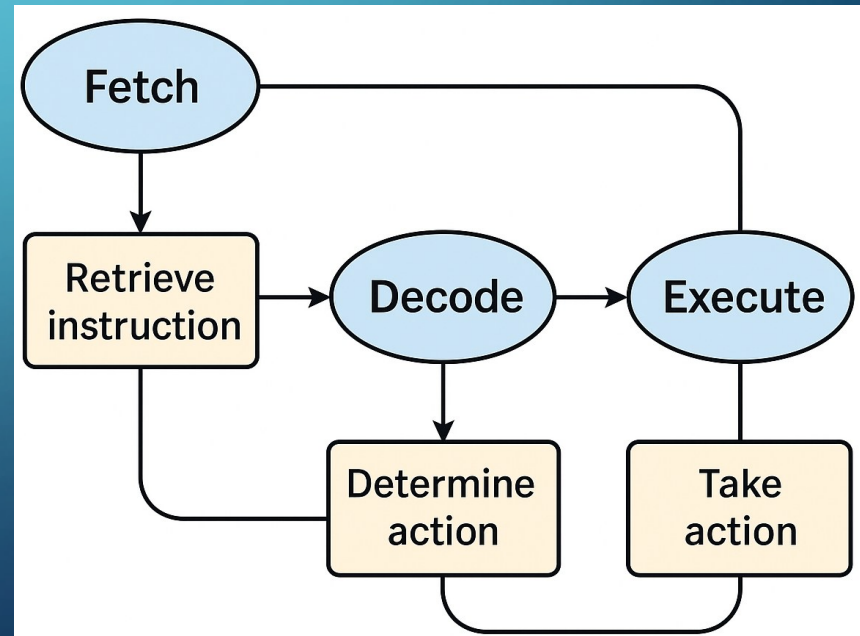 Fetch
Retrieve
instruction
Decode
Execute
Determine
action
Take
action